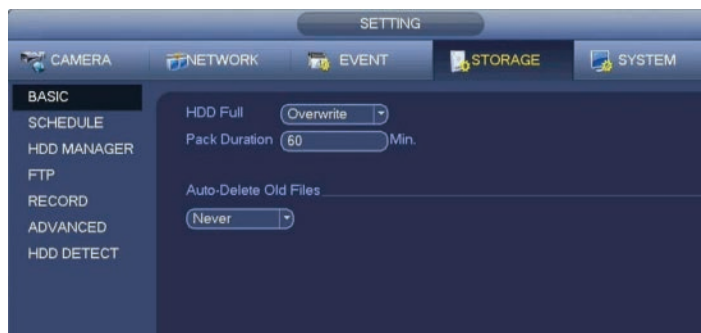 SETTING
CAMERA NETWORK EVENT STORAGE SYSTEM
BASIC
SCHEDULE
HDD MANAGER
FTP
RECORD
ADVANCED
HDD DETECT
HDD Full Overwrite
Pack Duration 60 Min.
Auto-Delete Old Files
Never